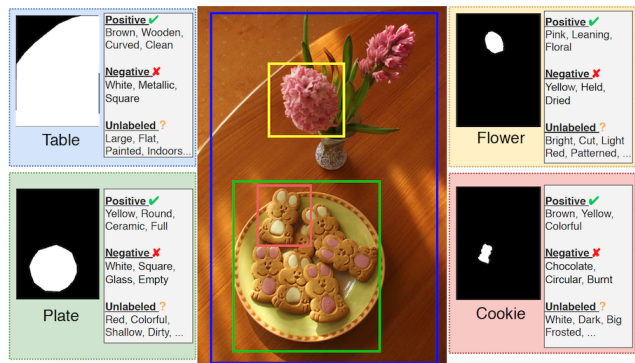 Positive ✔
Brown, Wooden,
Curved, Clean
Negative ✘
White, Metallic,
Square
Unlabeled ?
Large, Flat,
Painted, Indoors...
Table
Positive ✔
Yellow, Round,
Ceramic, Full
Negative ✘
White, Square,
Glass, Empty
Unlabeled ?
Red, Colorful,
Shallow, Dirty, ...
Plate
Positive ✔
Pink, Leaning,
Floral
Negative ✘
Yellow, Held,
Dried
Unlabeled ?
Bright, Cut, Light
Red, Patterned, ...
Flower
Positive ✔
Brown, Yellow,
Colorful
Negative ✘
Chocolate,
Circular, Burnt
Unlabeled ?
White, Dark, Big
Frosted, ...
Cookie